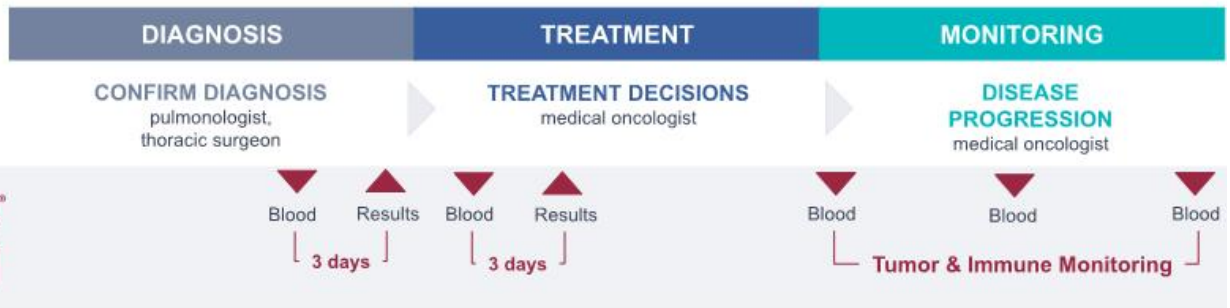 DIAGNOSIS
TREATMENT
MONITORING
CONFIRM DIAGNOSIS
pulmonologist,
thoracic surgeon
TREATMENT DECISIONS
medical oncologist
DISEASE
PROGRESSION
medical oncologist
®
Blood
Results
Blood
Results
Blood
Blood
Blood
3 days
3 days
Tumor & Immune Monitoring